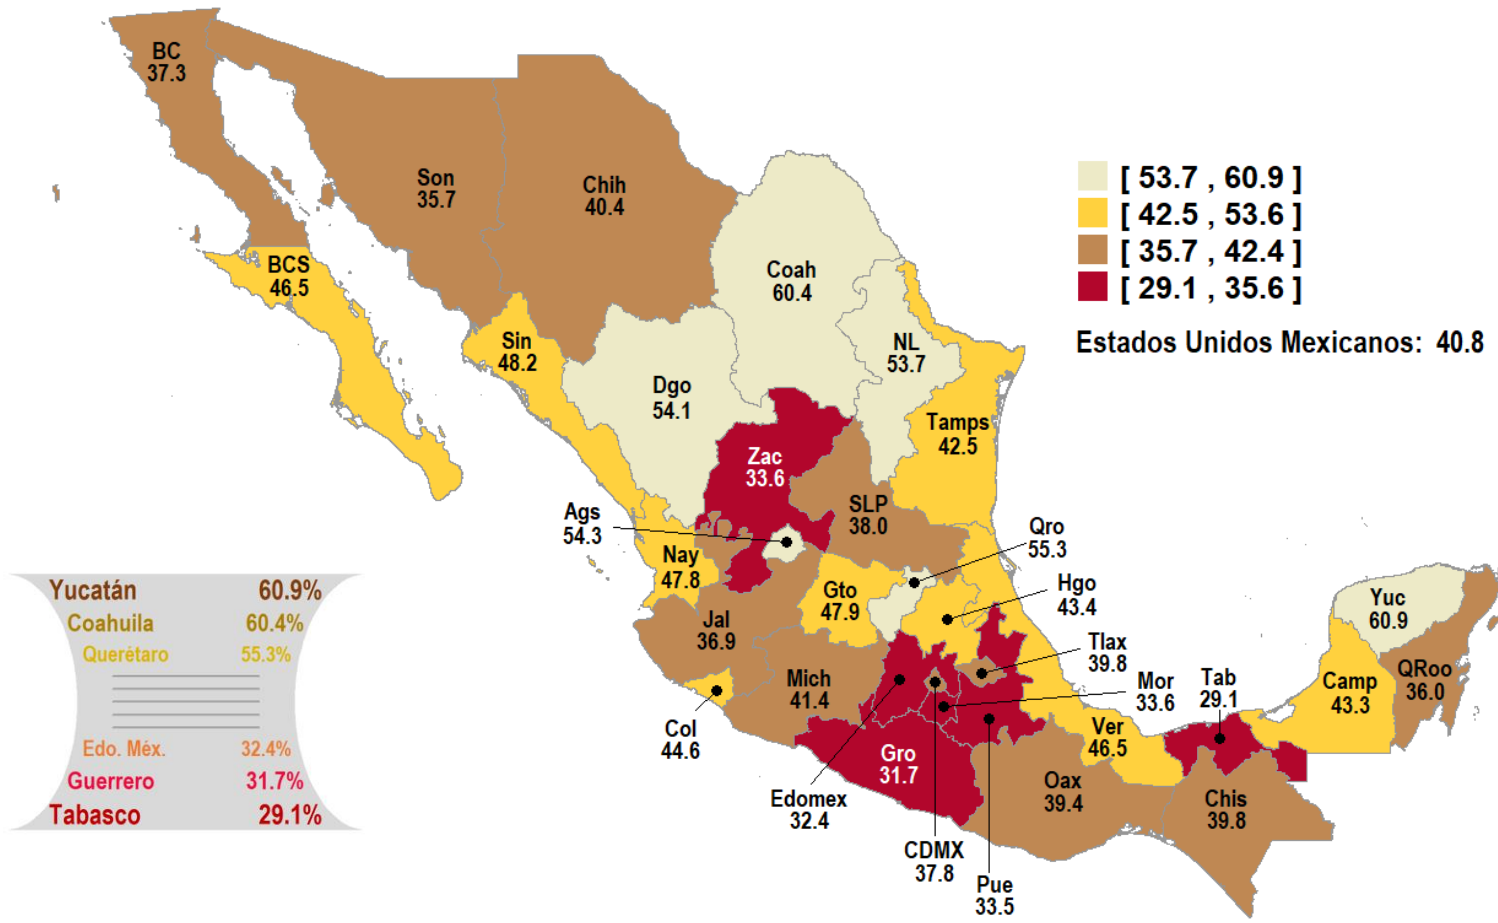 BC
37.3
Son
35.7
Chih
40.4
BCS
46.5
Coah
60.4
Sin
48.2
NL
53.7
Dgo
54.1
Tamps
42.5
Zac
33.6
SLP
38.0
Ags
54.3
Nay
47.8
Gto
47.9
Qro
55.3
Hgo
43.4
Jal
36.9
Tlax
39.8
Mich
41.4
Mor
33.6
Tab
29.1
Yuc
60.9
Camp
43.3
QRoo
36.0
Col
44.6
Ver
46.5
Gro
31.7
Edomex
32.4
Oax
39.4
Chis
39.8
CDMX
37.8
Pue
33.5
[ 53.7 , 60.9 ]
[ 42.5 , 53.6 ]
[ 35.7 , 42.4 ]
[ 29.1 , 35.6 ]
Estados Unidos Mexicanos: 40.8
Yucatán 60.9%
Coahuila 60.4%
Querétaro 55.3%
Edo. Méx. 32.4%
Guerrero 31.7%
Tabasco 29.1%